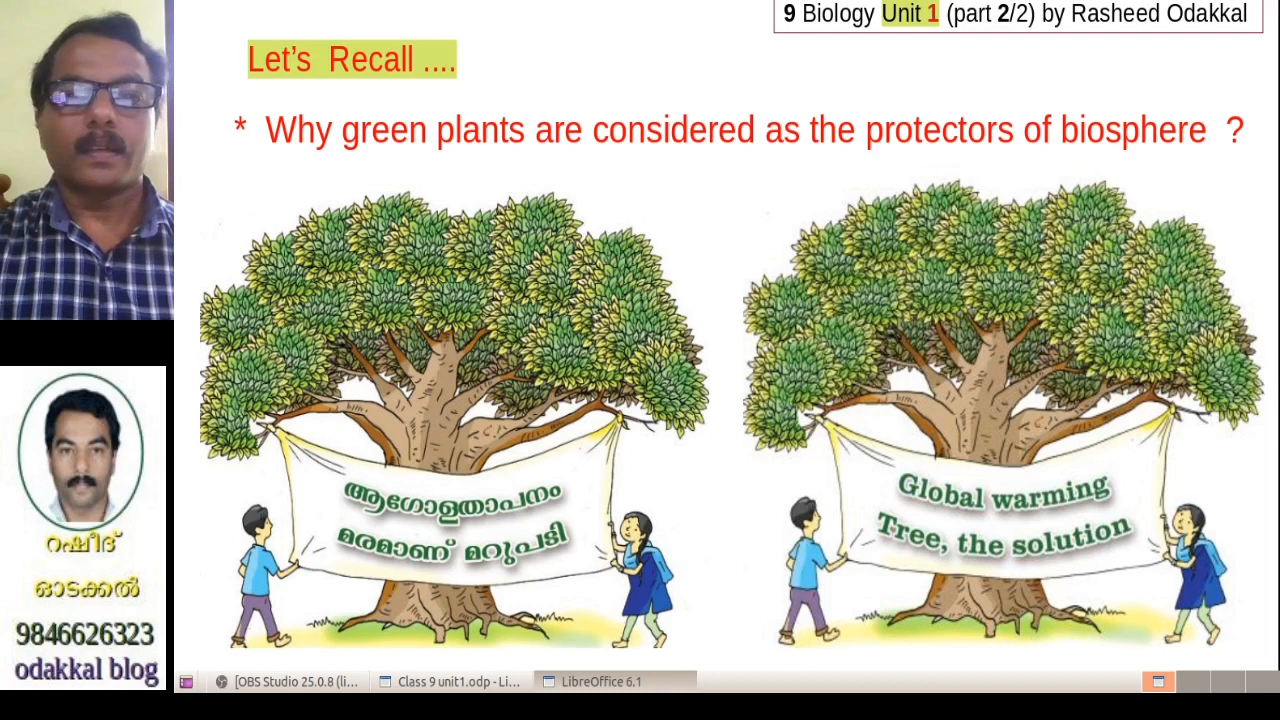 9 Biology Unit 1 (part 2/2) by Rasheed Odakkal
Let's Recall ....
* Why green plants are considered as the protectors of biosphere ?
ആഗോളതാപനം
മരമാണ് മറുപടി
Global warming
Tree, the solution
റഷീദ്
ഓടക്കൽ
9846626323
odakkal blog
[OBS Studio 25.0.8 (li...
Class 9 unit1.odp - Li...
LibreOffice 6.1